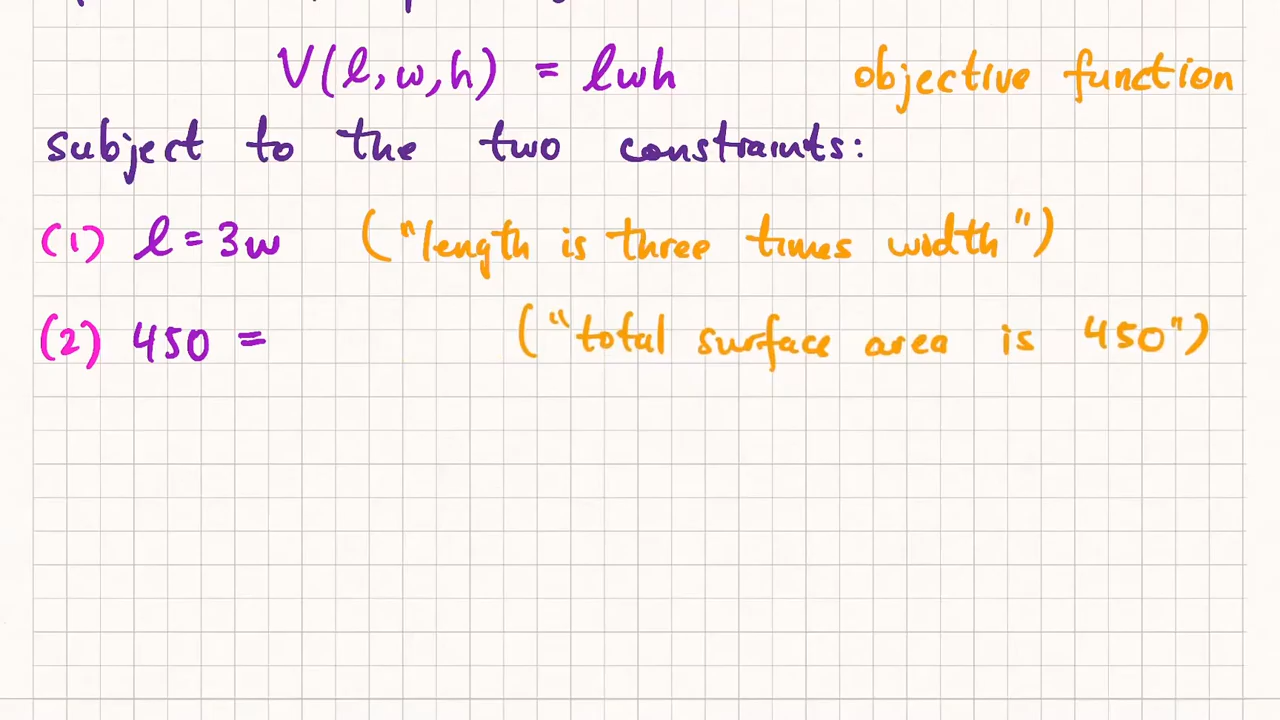 V(l,w,h) = lwh objective function
subject to the two constraints:
(1) l = 3w ("length is three times width")
(2) 450 = ("total surface area is 450")